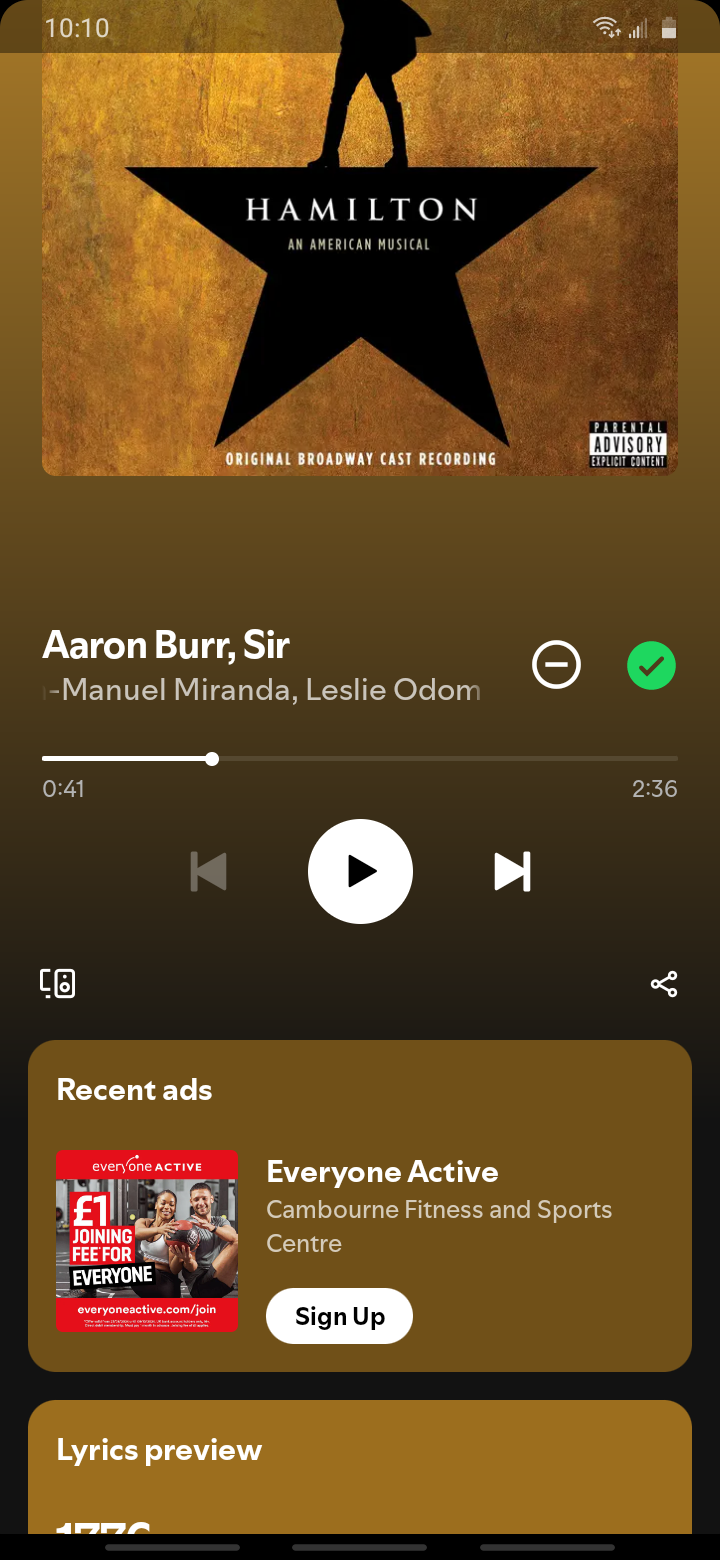 10:10
HAMILTON
AN AMERICAN MUSICAL
PARENTAL
ADVISORY
EXPLICIT CONTENT
ORIGINAL BROADWAY CAST RECORDING
Aaron Burr, Sir
-Manuel Miranda, Leslie Odom
0:41
2:36
Recent ads
everyone ACTIVE
£1
JOINING
FEE FOR
EVERYONE
everyoneactive.com/join
Everyone Active
Cambourne Fitness and Sports
Centre
Sign Up
Lyrics preview
1776